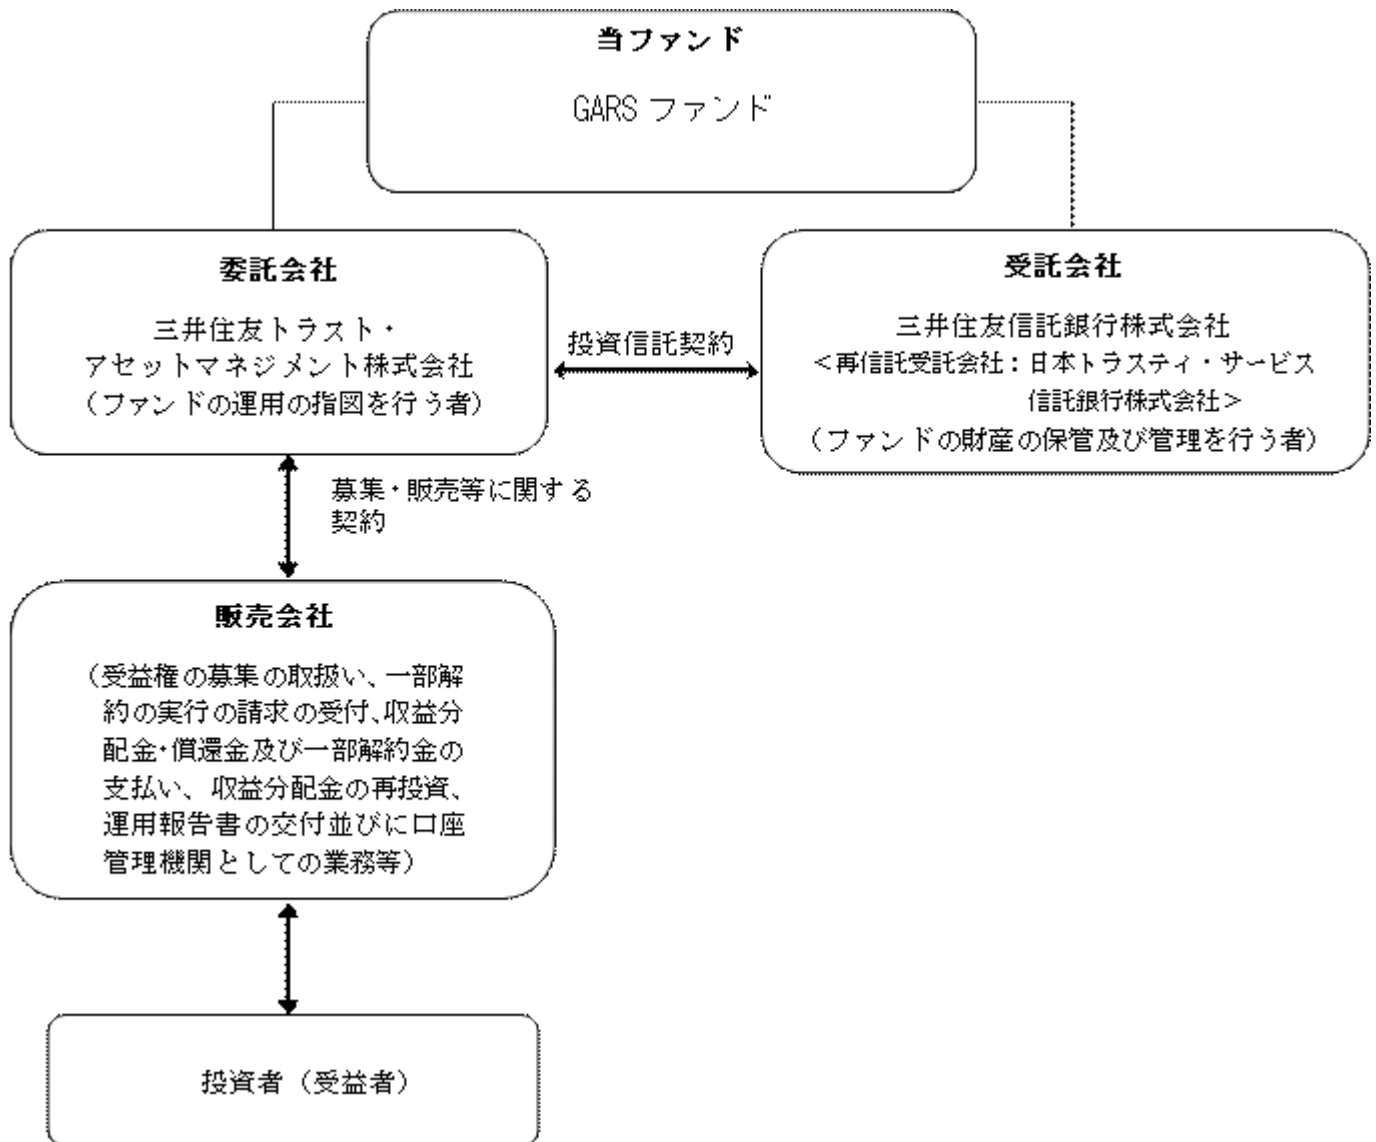 当ファンド
GARS ファンド
委託会社
三井住友トラスト・
アセットマネジメント株式会社
（ファンドの運用の指図を行う者）
投資信託契約
受託会社
三井住友信託銀行株式会社
＜再信託受託会社：日本トラスティ・サービス
信託銀行株式会社＞
（ファンドの財産の保管及び管理を行う者）
募集・販売等に関する
契約
販売会社
（受益権の募集の取扱い、一部解
約の実行の請求の受付、収益分
配金・償還金及び一部解約金の
支払い、収益分配金の再投資、
運用報告書の交付並びに口座
管理機関としての業務等）
投資者（受益者）